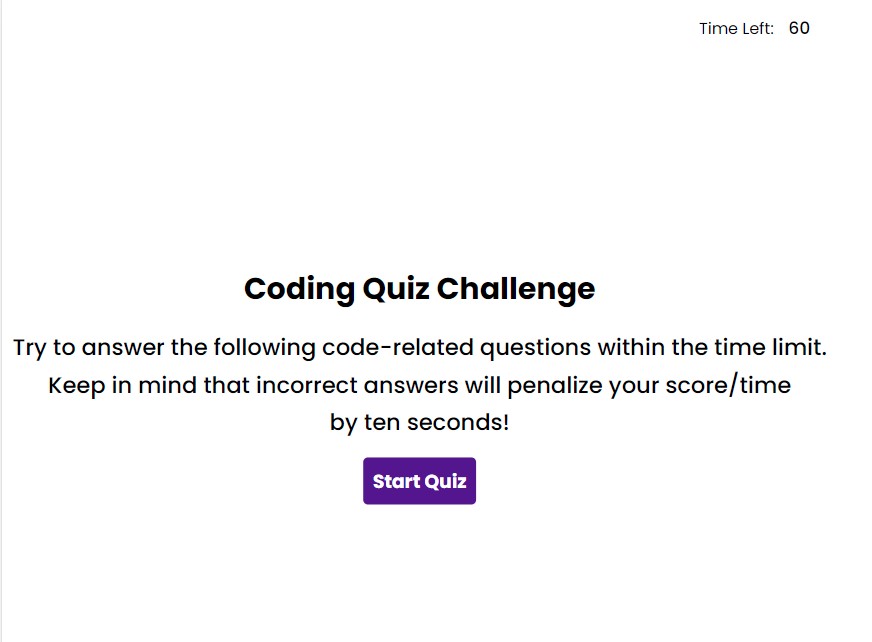 Time Left: 60
Coding Quiz Challenge
Try to answer the following code-related questions within the time limit.
Keep in mind that incorrect answers will penalize your score/time
by ten seconds!
Start Quiz